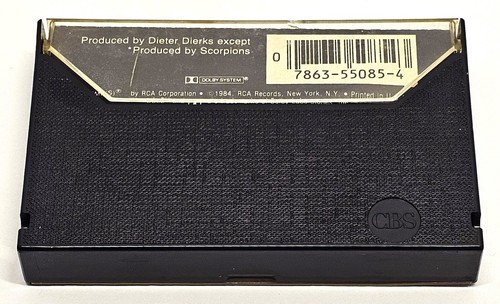 Produced by Dieter Dierks except
*Produced by Scorpions
0 7863-55085-4
DOLBY SYSTEM®
by RCA Corporation • ©1984, RCA Records, New York, N.Y. • Printed in U.
CBS